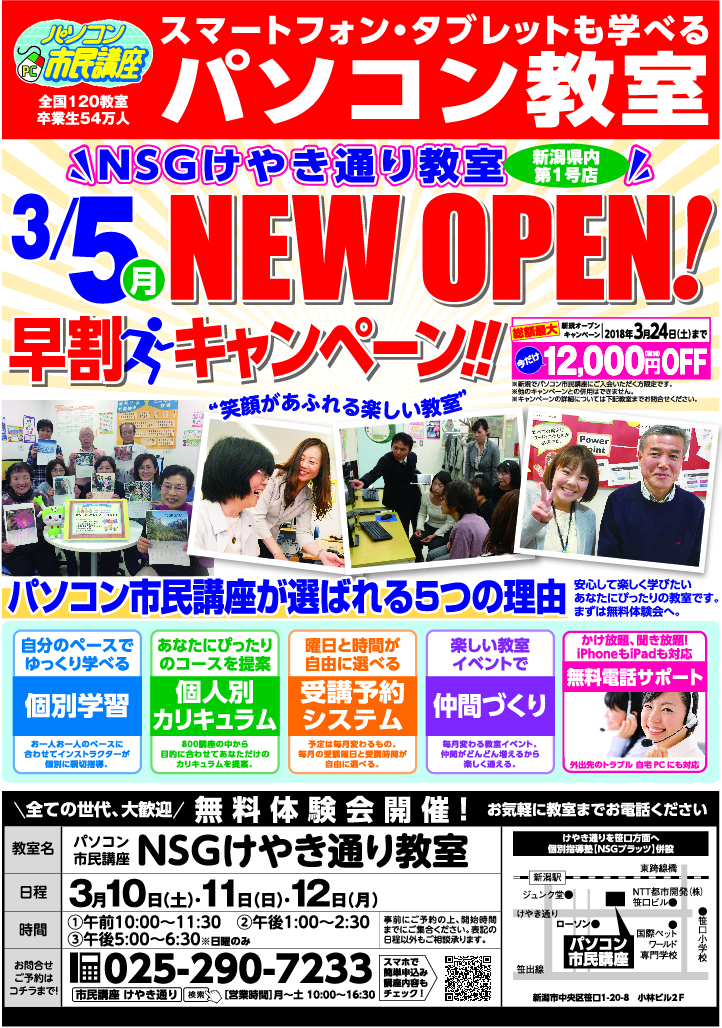 パソコン
市民講座
PC
全国120教室
卒業生54万人
スマートフォン・タブレットも学べる
パソコン教室
NSGけやき通り教室
新潟県内
第1号店
3/5月 NEW OPEN!
早割キャンペーン!!
総額最大
新規オープン
キャンペーン
2018年3月24日(土)まで
今だけ
12,000円(税抜)OFF
※新規でパソコン市民講座にご入会いただく方限定です。
※他のキャンペーンとの併用はできません。
※キャンペーンの詳細については下記教室までお問合せください。
“笑顔があふれる楽しい教室”
Power
Point
パソコン市民講座が選ばれる5つの理由
安心して楽しく学びたい
あなたにぴったりの教室です。
まずは無料体験会へ。
自分のペースで
ゆっくり学べる
個別学習
お一人お一人のペースに
合わせてインストラクターが
個別に親切指導。
あなたにぴったり
のコースを提案
個人別
カリキュラム
800講座の中から
目的に合わせてあなただけの
カリキュラムを提案。
曜日と時間が
自由に選べる
受講予約
システム
予定は毎月変わるもの。
毎月の受講曜日と受講時間が
自由に選べる。
楽しい教室
イベントで
仲間づくり
毎月変わる教室イベント。
仲間がどんどん増えるから
楽しく通える。
かけ放題、聞き放題!
iPhoneもiPadも対応
無料電話サポート
外出先のトラブル 自宅PCにも対応
\全ての世代、大歓迎/ 無料体験会開催! お気軽に教室までお電話ください
教室名
パソコン
市民講座
NSGけやき通り教室
日程
3月10日(土)・11日(日)・12日(月)
時間
①午前10:00~11:30 ②午後1:00~2:30
③午後5:00~6:30 ※日曜のみ
事前にご予約の上、開始時間
までにご集合ください。表記の
日程以外もご相談承ります。
お問合せ
ご予約は
コチラまで!
025-290-7233
市民講座 けやき通り 検索
[営業時間]月~土 10:00~16:30
スマホで
簡単申込み
講座内容も
チェック!
けやき通りを笹口方面へ
個別指導塾【NSGプラッツ】併設
新潟駅
東跨線橋
ジュンク堂
NTT都市開発(株)
笹口ビル
けやき通り
ローソン
笹口小学校
パソコン
市民講座
国際ペット
ワールド
専門学校
笹出線
新潟市中央区笹口1-20-8 小林ビル2F